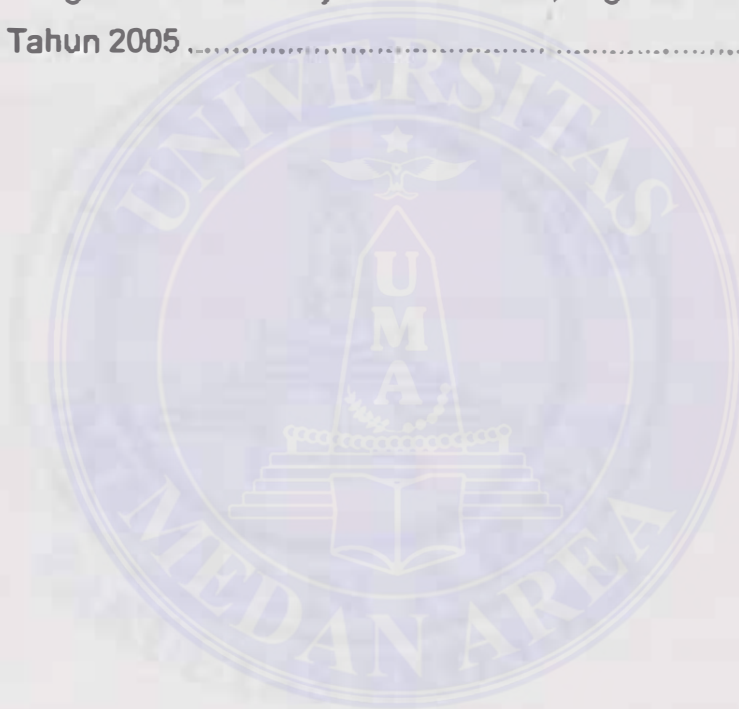 Tahun 2005 ........................................
UNIVERSITAS
U
M
A
MEDAN AREA